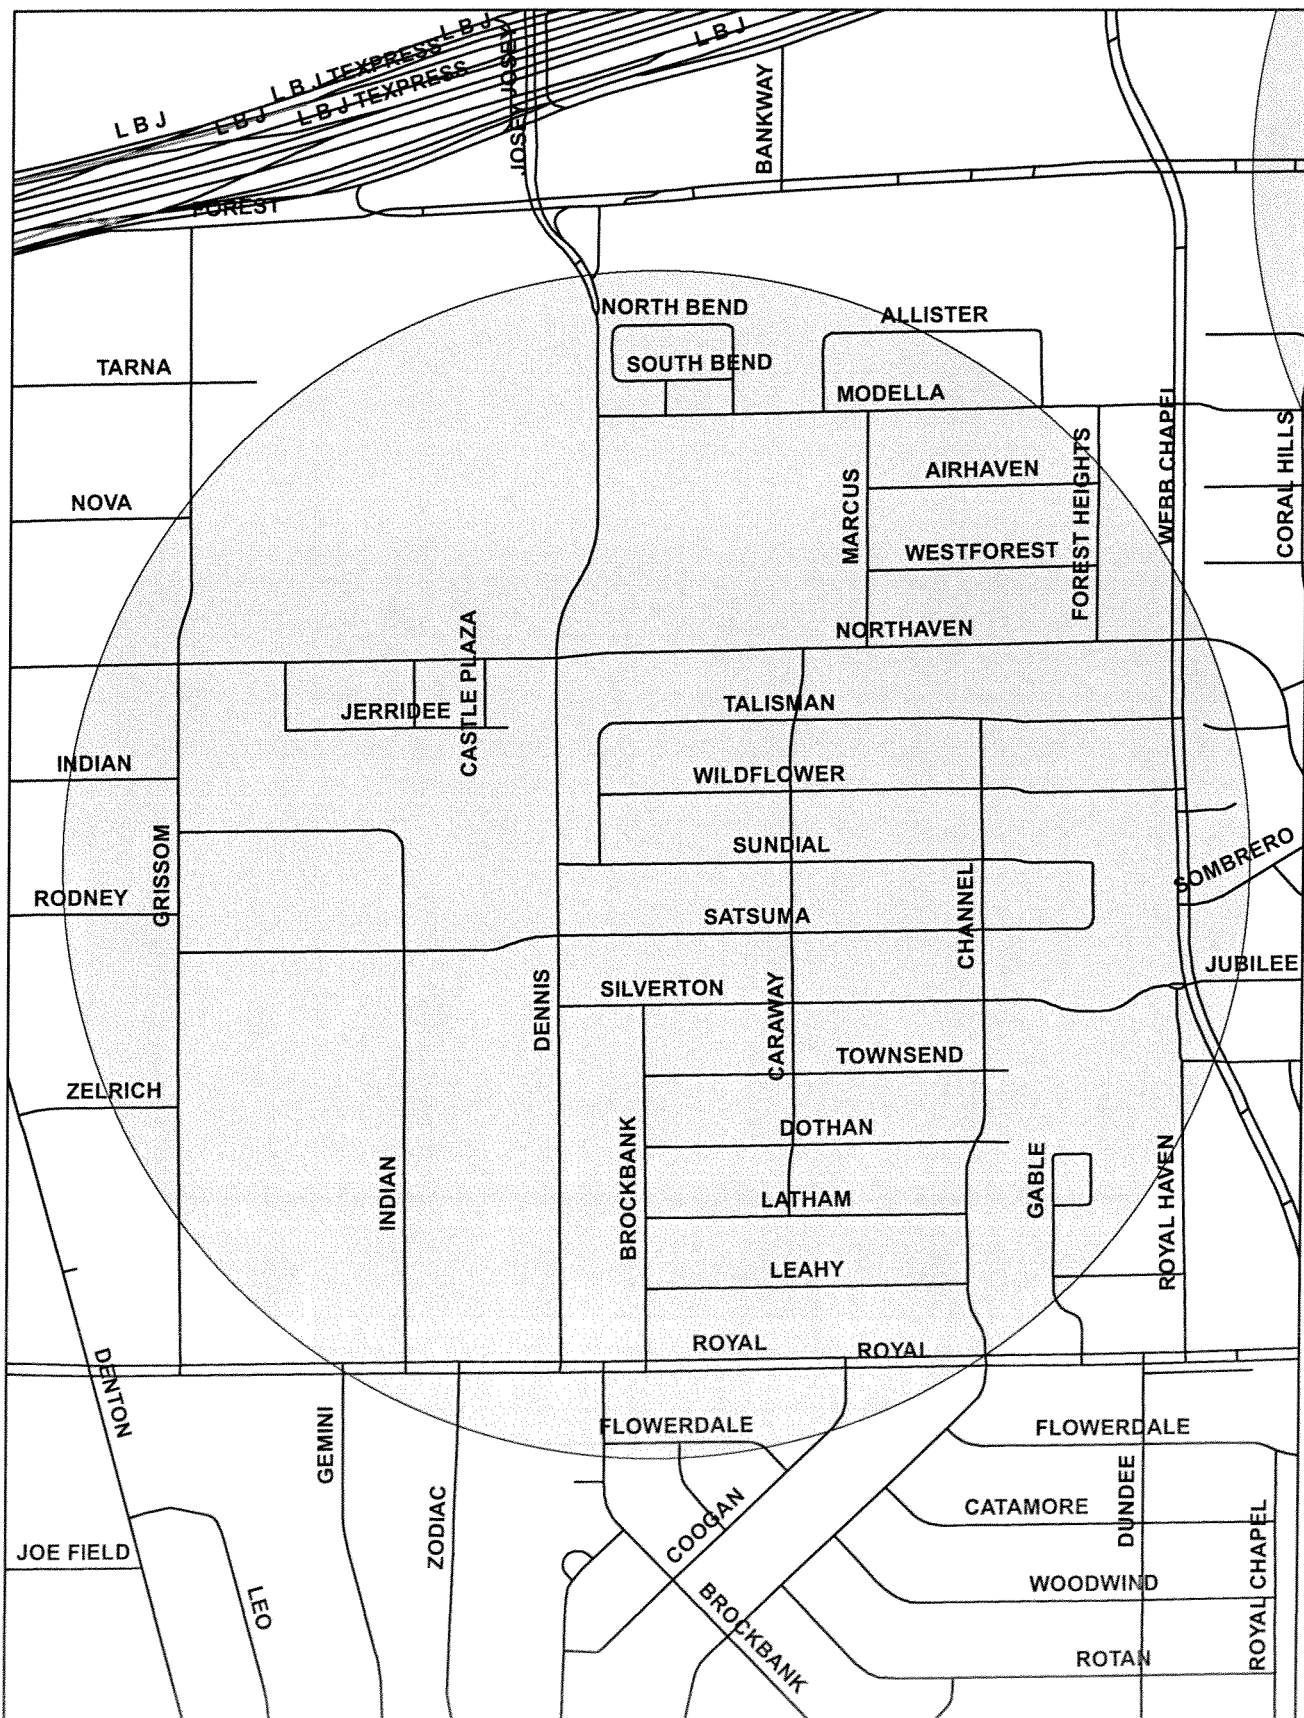 L B J
JOSEY
JOSEY
L B J
L B J TEXPRESS
L B J TEXPRESS
L B J
L B J
BANKWAY
FOREST
NORTH BEND
ALLISTER
SOUTH BEND
TARNA
MODELLA
WEBB CHAPEL
CORAL HILLS
FOREST HEIGHTS
AIRHAVEN
MARCUS
NOVA
WESTFOREST
NORTHAVEN
CASTLE PLAZA
TALISMAN
JERRIDEE
INDIAN
WILDFLOWER
SUNDIAL
GRISSOM
SOMBRERO
CHANNEL
RODNEY
SATSUMA
JUBILEE
DENNIS
SILVERTON
CARAWAY
TOWNSEND
ZELRICH
BROCKBANK
DOTHAN
GABLE
ROYAL HAVEN
INDIAN
LATHAM
LEAHY
ROYAL
ROYAL
DENTON
GEMINI
FLOWERDALE
FLOWERDALE
DUNDEE
ZODIAC
COOGAN
CATAMORE
ROYAL CHAPEL
JOE FIELD
LEO
WOODWIND
BROCKBANK
ROTAN